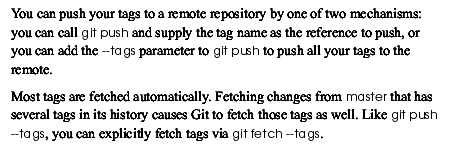 You can push your tags to a remote repository by one of two mechanisms:
you can call git push and supply the tag name as the reference to push, or
you can add the --tags parameter to git push to push all your tags to the
remote.
Most tags are fetched automatically. Fetching changes from master that has
several tags in its history causes Git to fetch those tags as well. Like git push
--tags, you can explicitly fetch tags via git fetch --tags.